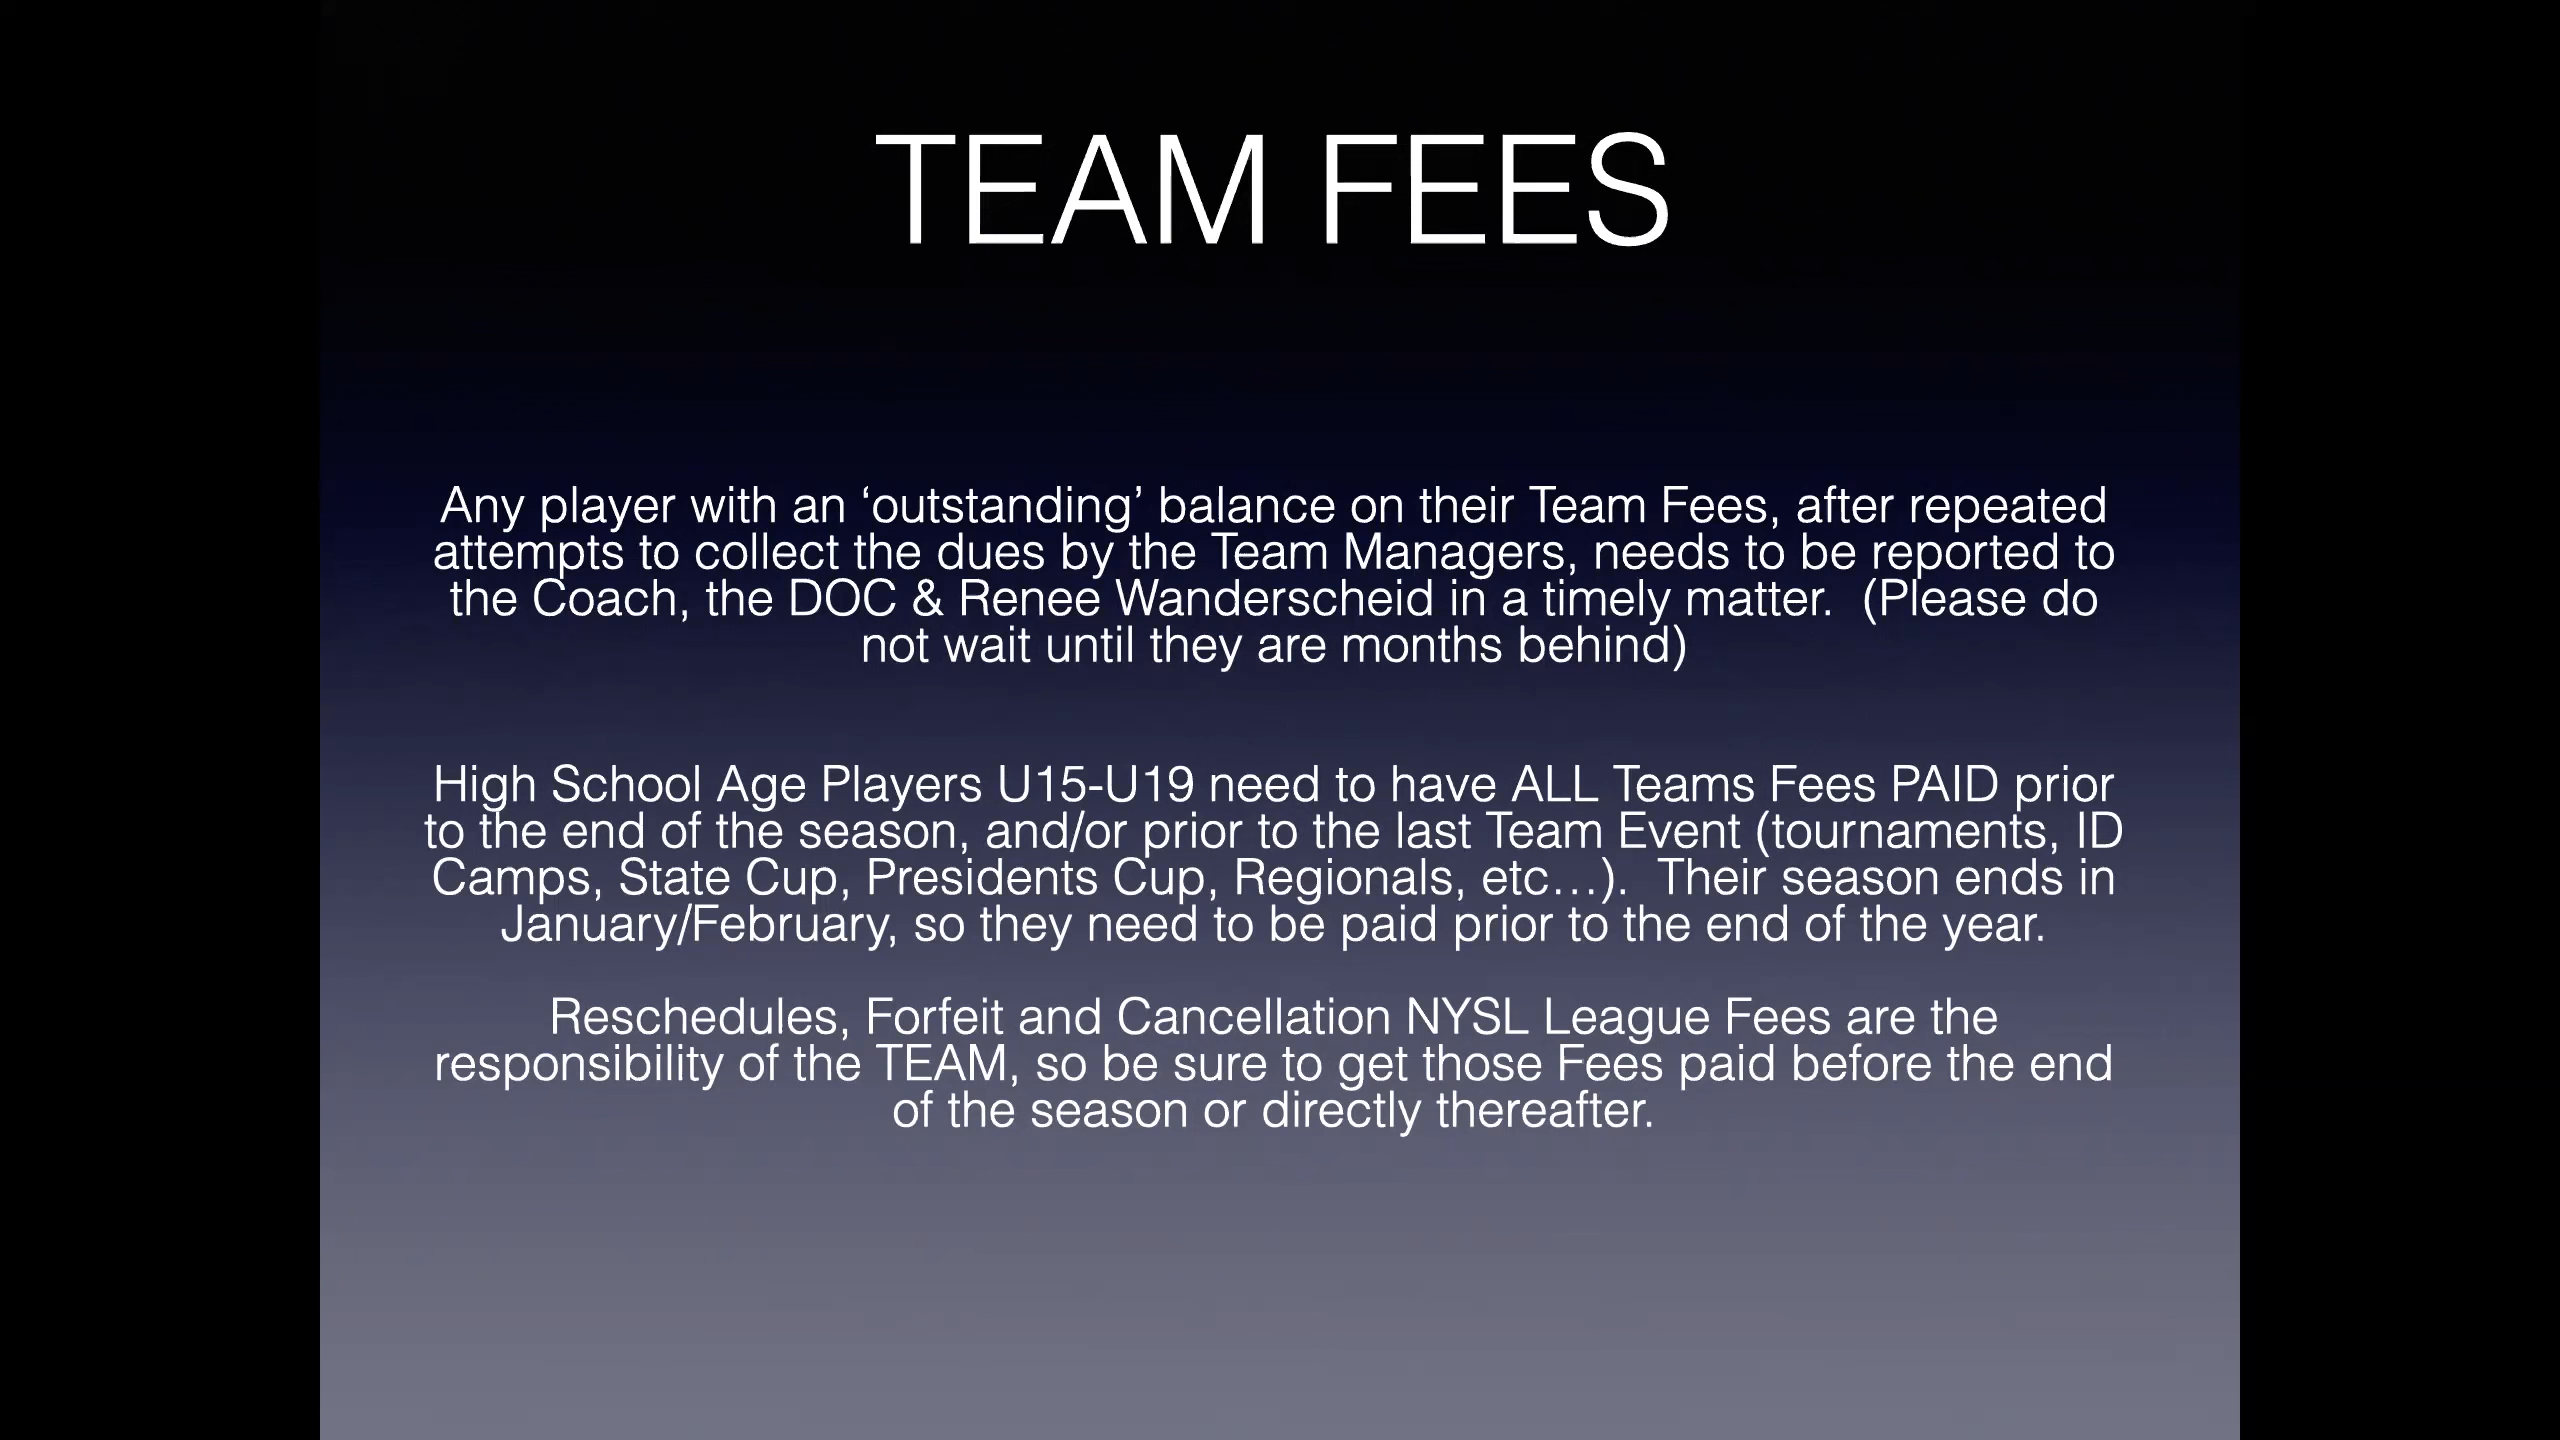 TEAM FEES
Any player with an ‘outstanding’ balance on their Team Fees, after repeated
attempts to collect the dues by the Team Managers, needs to be reported to
the Coach, the DOC & Renee Wanderscheid in a timely matter.  (Please do
not wait until they are months behind)
High School Age Players U15-U19 need to have ALL Teams Fees PAID prior
to the end of the season, and/or prior to the last Team Event (tournaments, ID
Camps, State Cup, Presidents Cup, Regionals, etc…).  Their season ends in
January/February, so they need to be paid prior to the end of the year.
Reschedules, Forfeit and Cancellation NYSL League Fees are the
responsibility of the TEAM, so be sure to get those Fees paid before the end
of the season or directly thereafter.